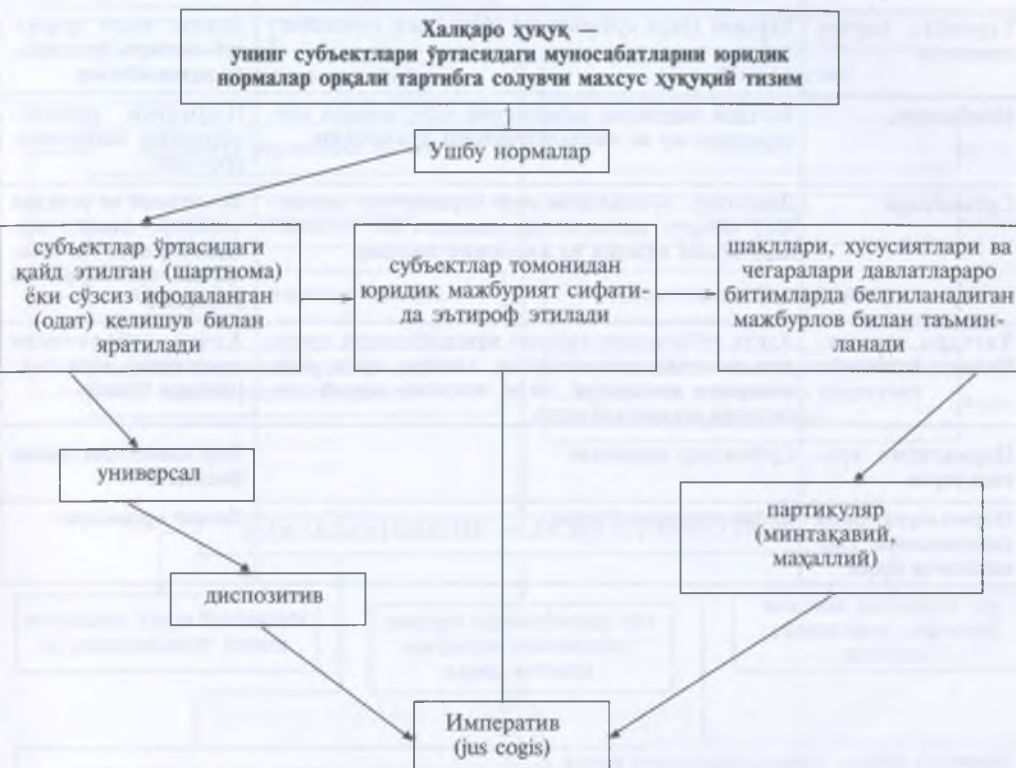 Халқаро ҳуқуқ —
унинг субъектлари ўртасидаги муносабатларни юридик
нормалар орқали тартибга солувчи махсус ҳуқуқий тизим
Ушбу нормалар
субъектлар ўртасидаги
қайд этилган (шартнома)
ёки сўзсиз ифодаланган
(одат) келишув билан
яратилади
субъектлар томонидан
юридик мажбурият сифати-
да эътироф этилади
шакллари, хусусиятлари ва
чегаралари давлатлараро
битимларда белгиланадиган
мажбурлов билан таъмин-
ланади
универсал
партикуляр
(минтақавий,
маҳаллий)
диспозитив
Императив
(jus cogis)